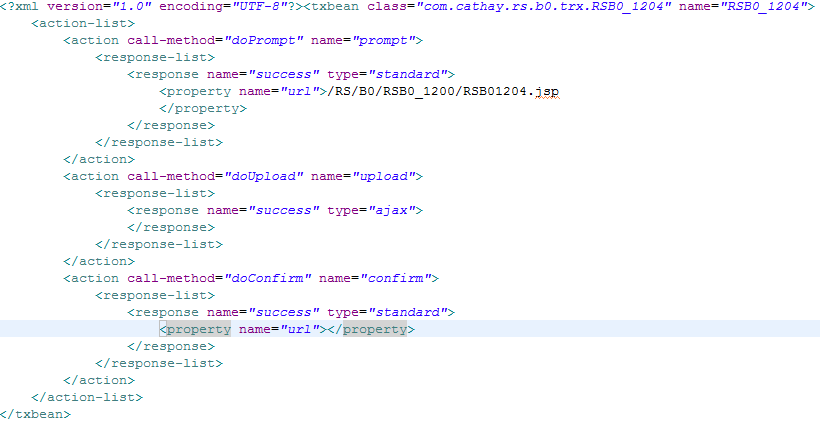 <?xml version="1.0" encoding="UTF-8"?><txbean class="com.cathay.rs.b0.trx.RSB0_1204" name="RSB0_1204">
    <action-list>
        <action call-method="doPrompt" name="prompt">
            <response-list>
                <response name="success" type="standard">
                    <property name="url">/RS/B0/RSB0_1200/RSB01204.jsp
                    </property>
                </response>
            </response-list>
        </action>
        <action call-method="doUpload" name="upload">
            <response-list>
                <response name="success" type="ajax">
                </response>
            </response-list>
        </action>
        <action call-method="doConfirm" name="confirm">
            <response-list>
                <response name="success" type="standard">
                    <property name="url"></property>
                </response>
            </response-list>
        </action>
    </action-list>
</txbean>